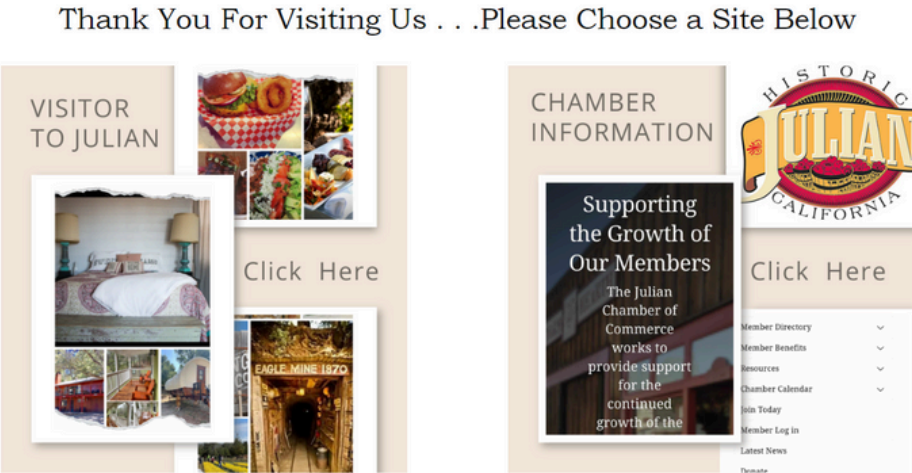 Thank You For Visiting Us . . .Please Choose a Site Below
VISITOR
TO JULIAN
Click Here
EAGLE MINE 1870
CHAMBER
INFORMATION
HISTORIC
JULIAN
CALIFORNIA
Supporting
the Growth of
Our Members
The Julian
Chamber of
Commerce
works to
provide support
for the
continued
growth of the
Click Here
Member Directory
Member Benefits
Resources
Chamber Calendar
Join Today
Member Log in
Latest News
Donate